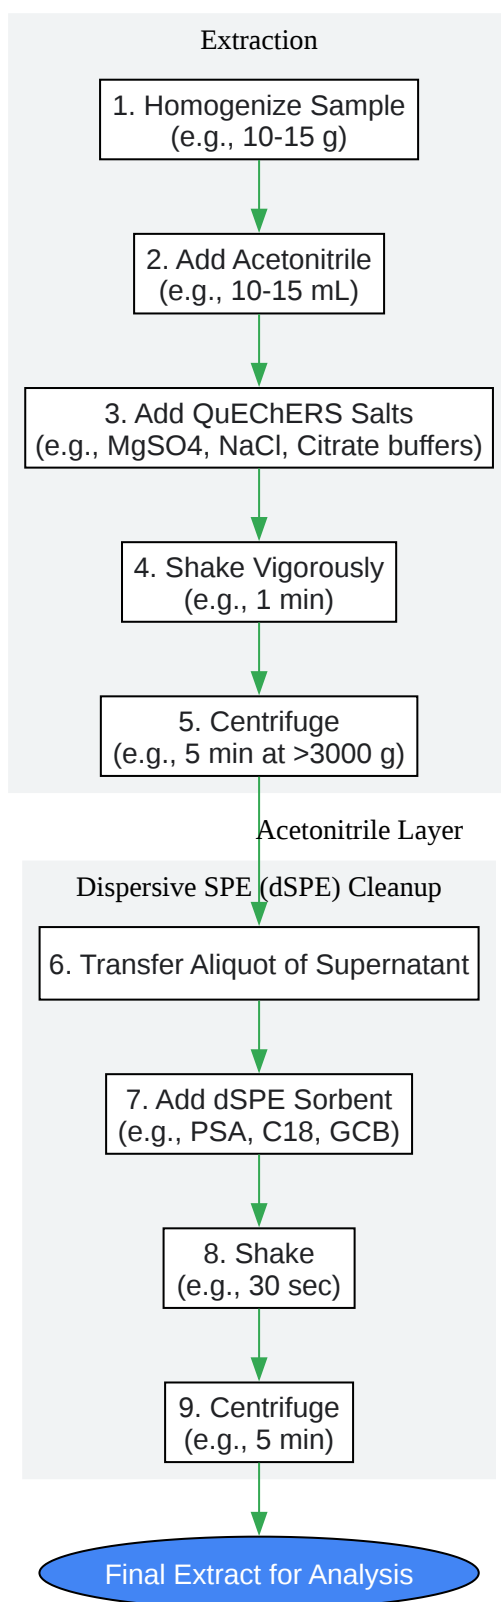 Extraction
1. Homogenize Sample
(e.g., 10-15 g)
2. Add Acetonitrile
(e.g., 10-15 mL)
3. Add QuEChERS Salts
(e.g., MgSO4, NaCl, Citrate buffers)
4. Shake Vigorously
(e.g., 1 min)
5. Centrifuge
(e.g., 5 min at >3000 g)
Acetonitrile Layer
Dispersive SPE (dSPE) Cleanup
6. Transfer Aliquot of Supernatant
7. Add dSPE Sorbent
(e.g., PSA, C18, GCB)
8. Shake
(e.g., 30 sec)
9. Centrifuge
(e.g., 5 min)
Final Extract for Analysis